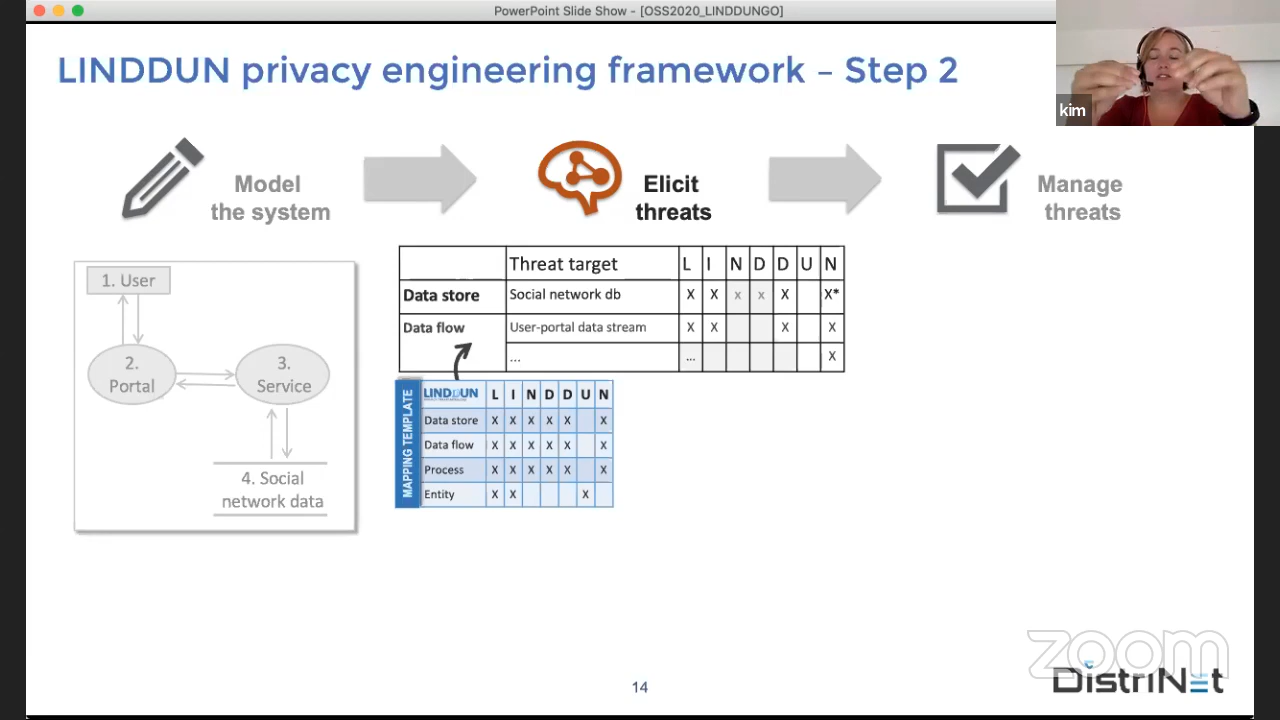 PowerPoint Slide Show - [OSS2020_LINDDUNGO]
LINDDUN privacy engineering framework – Step 2
kim
Model
the system
Elicit
threats
Manage
threats
1. User
2.
Portal
3.
Service
4. Social
network data
Threat target L I N D D U N
Data store Social network db X X x x X X*
Data flow User-portal data stream X X X X
... ... X
MAPPING TEMPLATE
LINDDUN L I N D D U N
Data store X X X X X X
Data flow X X X X X X
Process X X X X X X
Entity X X X
14
zoom
DistriNet